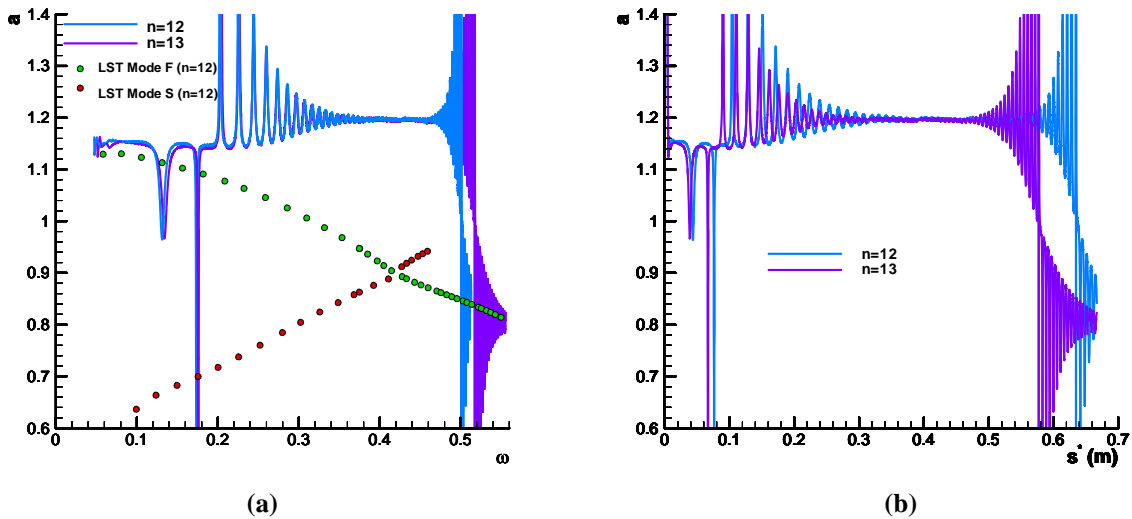 a
1.4
1.3
1.2
1.1
1
0.9
0.8
0.7
0.6
0 0.1 0.2 0.3 0.4 0.5
ω
n=12
n=13
LST Mode F (n=12)
LST Mode S (n=12)
(a)
a
1.4
1.3
1.2
1.1
1
0.9
0.8
0.7
0.6
0 0.1 0.2 0.3 0.4 0.5 0.6 0.7
s* (m)
n=12
n=13
(b)